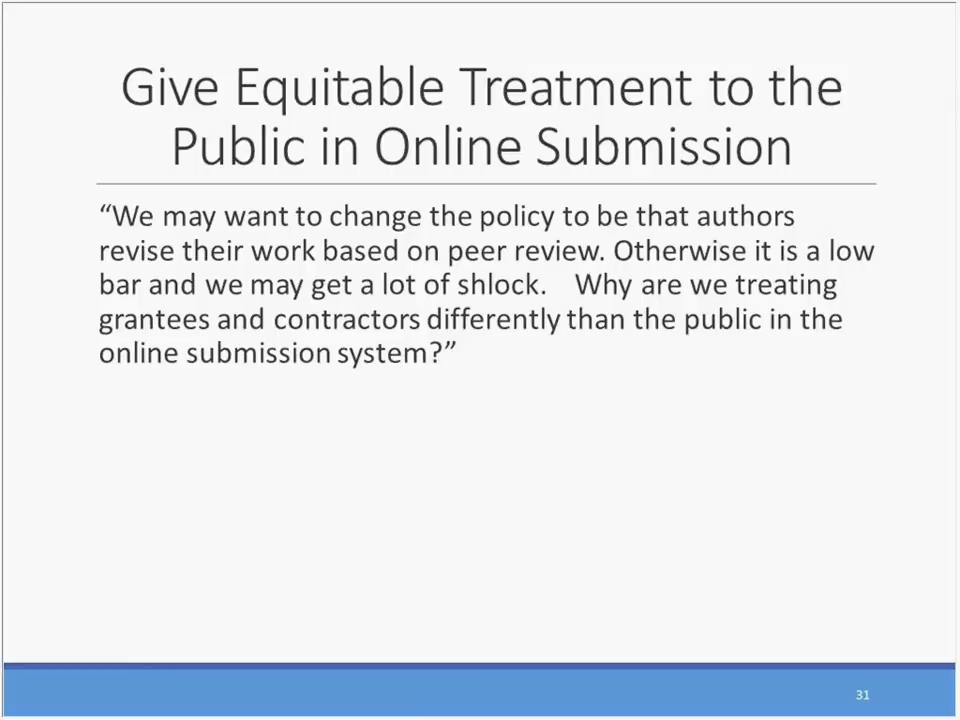 Give Equitable Treatment to the
Public in Online Submission
“We may want to change the policy to be that authors
revise their work based on peer review. Otherwise it is a low
bar and we may get a lot of shlock.    Why are we treating
grantees and contractors differently than the public in the
online submission system?”
31